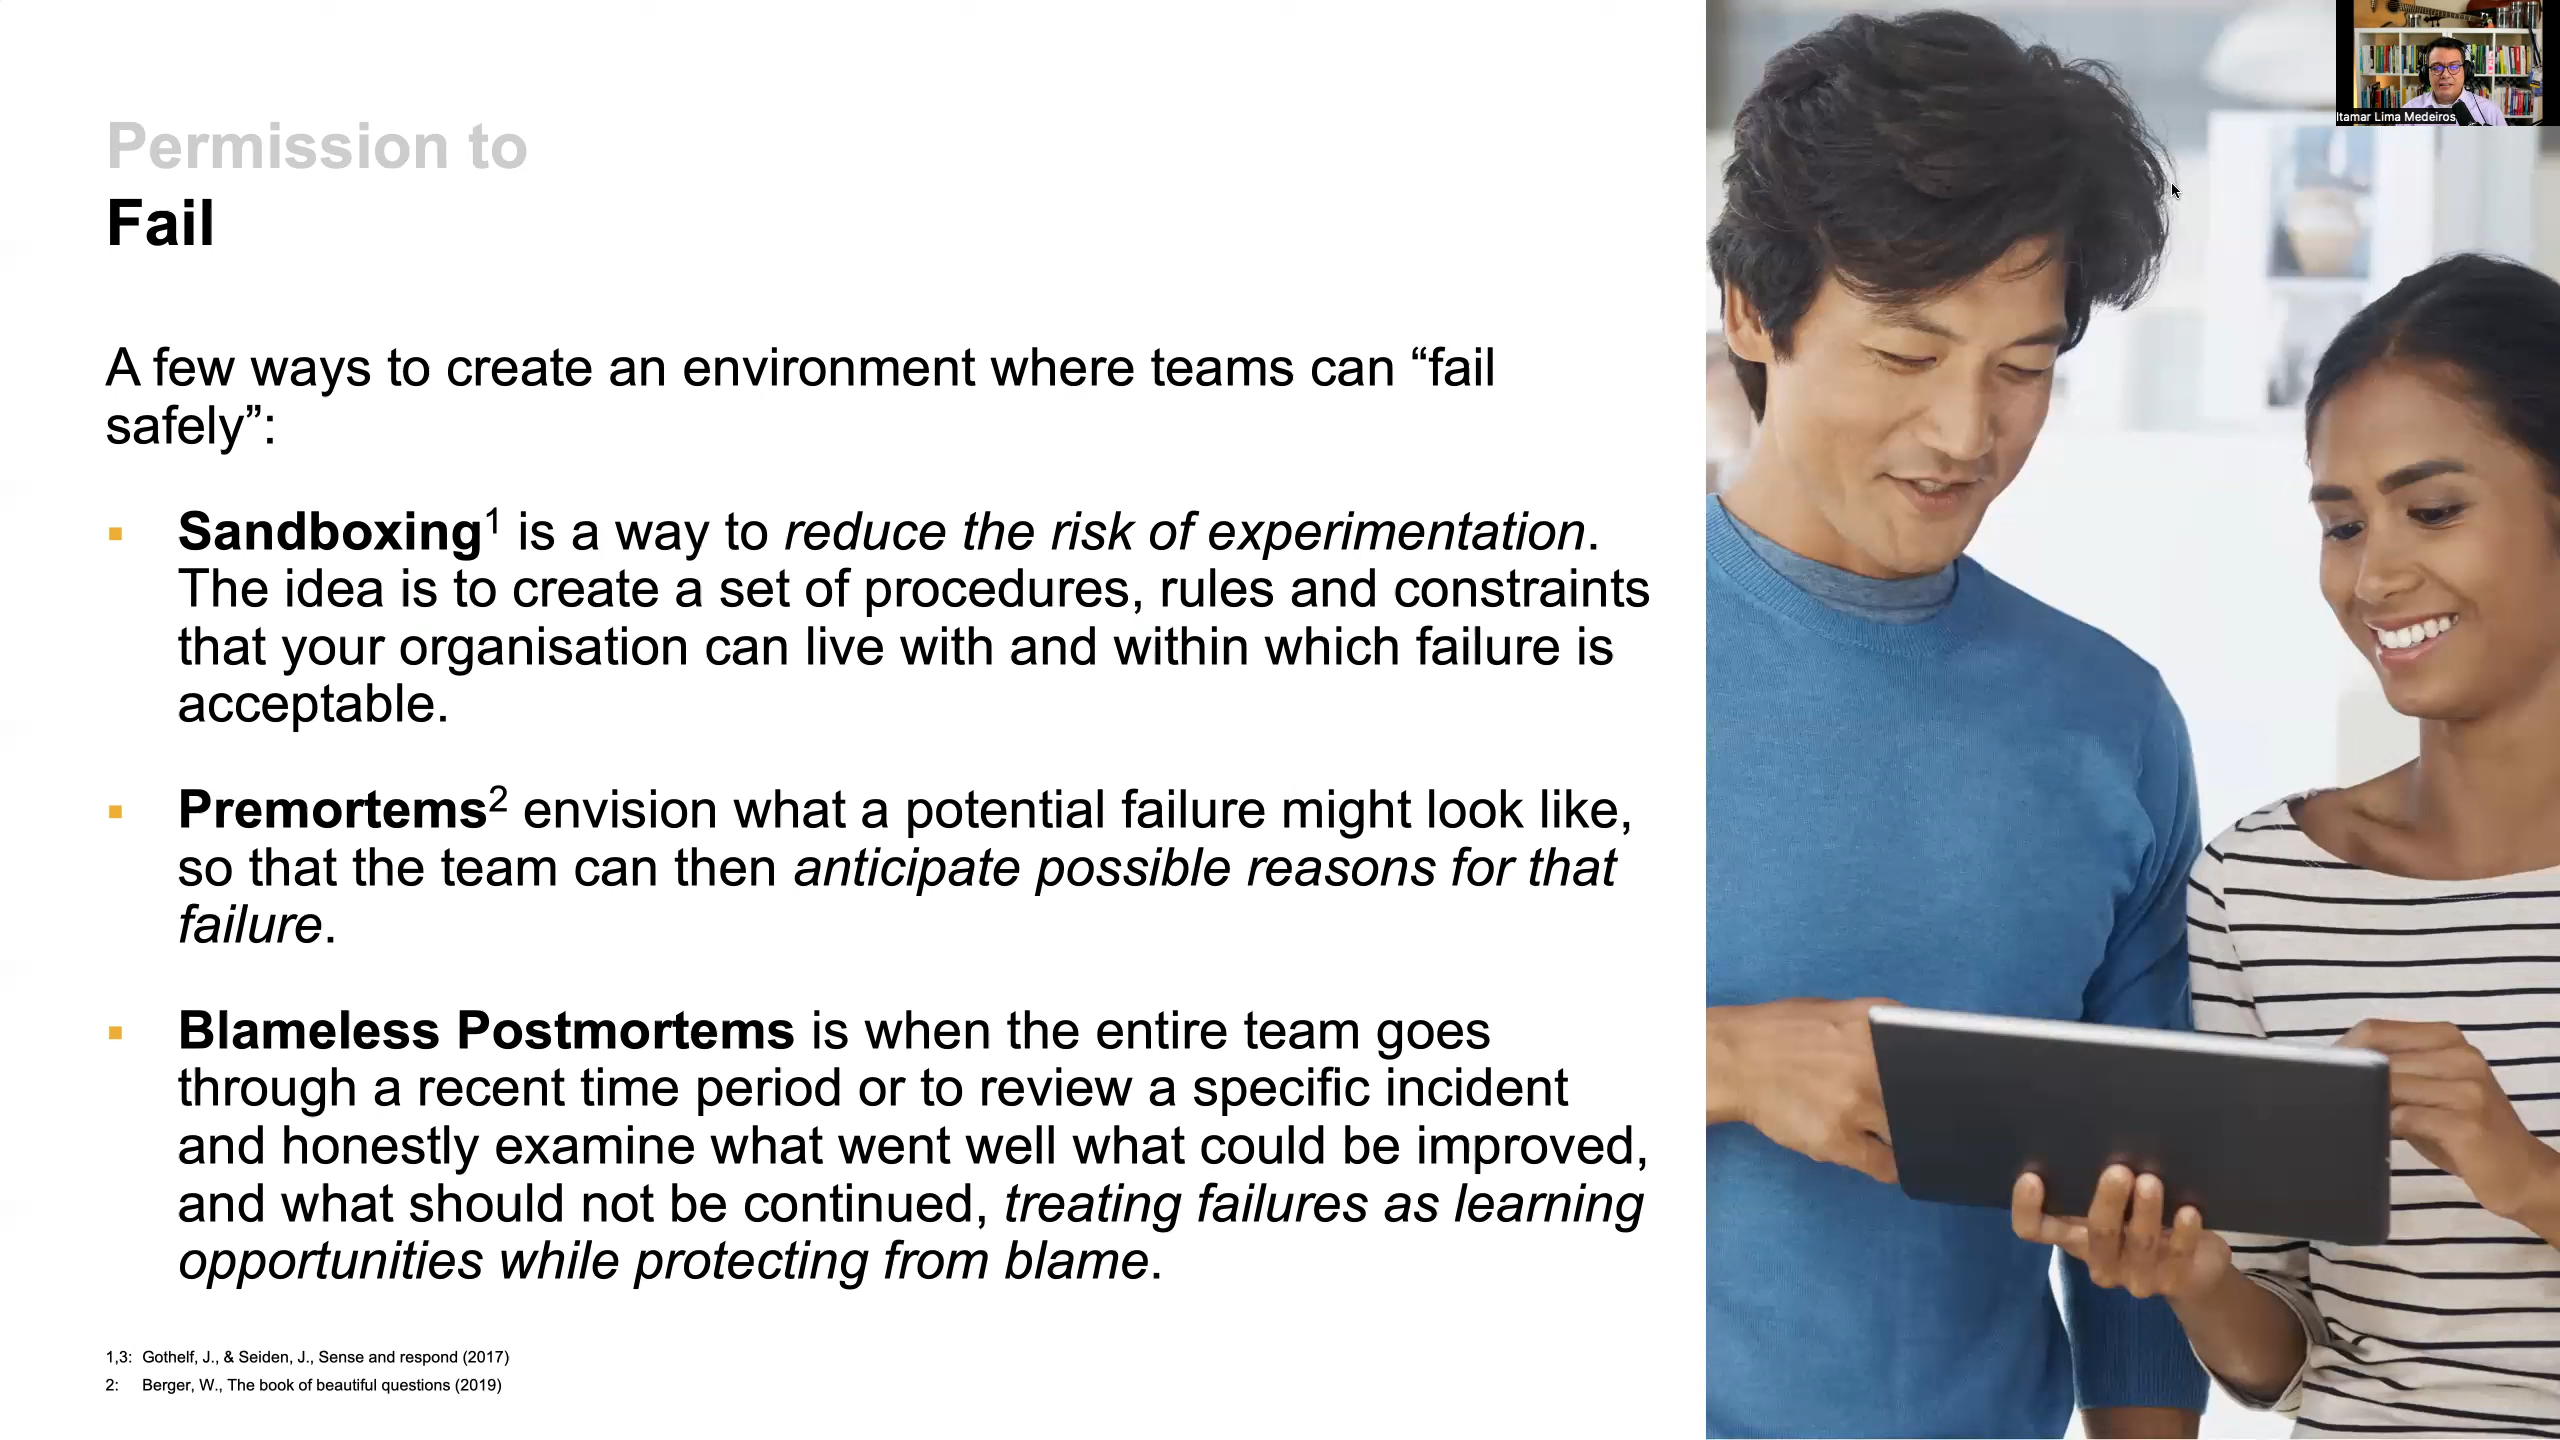 Itamar Lima Medeiros
Permission to
Fail
A few ways to create an environment where teams can “fail
safely”:
▪ Sandboxing¹ is a way to reduce the risk of experimentation.
The idea is to create a set of procedures, rules and constraints
that your organisation can live with and within which failure is
acceptable.
▪ Premortems² envision what a potential failure might look like,
so that the team can then anticipate possible reasons for that
failure.
▪ Blameless Postmortems is when the entire team goes
through a recent time period or to review a specific incident
and honestly examine what went well what could be improved,
and what should not be continued, treating failures as learning
opportunities while protecting from blame.
1,3: Gothelf, J., & Seiden, J., Sense and respond (2017)
2: Berger, W., The book of beautiful questions (2019)